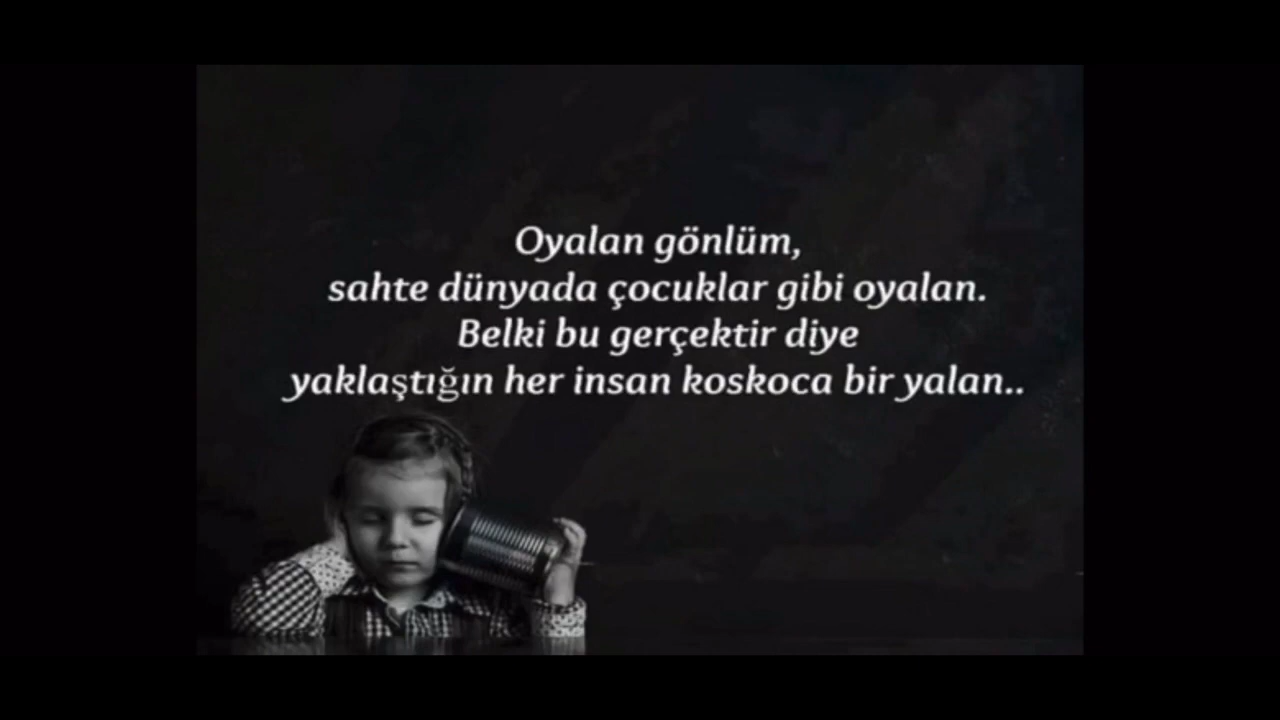 Oyalan gönlüm,
sahte dünyada çocuklar gibi oyalan.
Belki bu gerçektir diye
yaklaştığın her insan koskoca bir yalan..